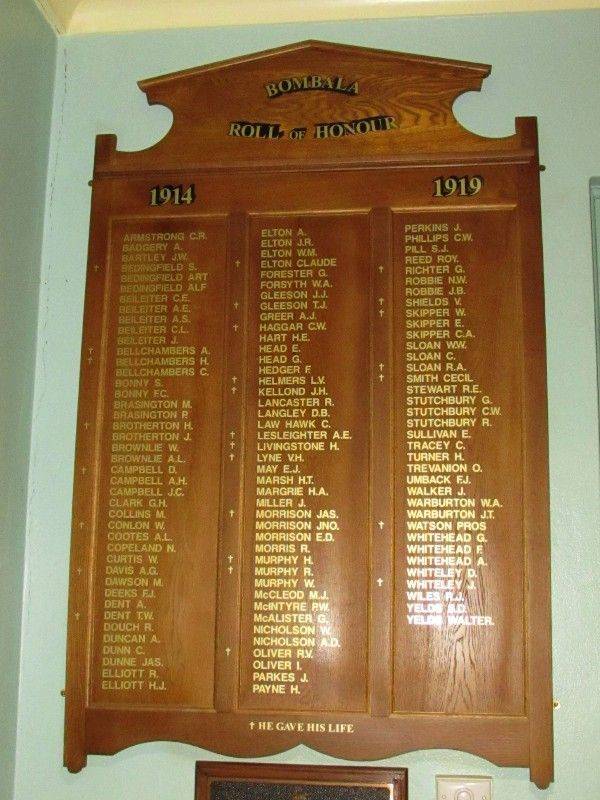 BOMBALA
ROLL OF HONOUR
1914
1919
ARMSTRONG C.R.
BADGERY A.
BARTLEY J.W.
† BEDINGFIELD S.
BEDINGFIELD ART
BEDINGFIELD ALF
BEILEITER C.E.
BEILEITER A.E.
BEILEITER A.S.
BEILEITER C.L.
BEILEITER J.
† BELLCHAMBERS A.
† BELLCHAMBERS H.
BELLCHAMBERS C.
BONNY S.
BONNY F.C.
BRASINGTON M.
BRASINGTON P.
† BROTHERTON H.
BROTHERTON J.
BROWNLIE W.
BROWNLIE A.L.
† CAMPBELL D.
CAMPBELL A.H.
CAMPBELL J.C.
CLARK G.H.
COLLINS M.
† CONLON W.
COOTES A.L.
COPELAND N.
CURTIS W.
† DAVIS A.G.
DAWSON M.
DEEKS F.J.
DENT A.
† DENT T.W.
DOUCH R.
DUNCAN A.
DUNN C.
DUNNE JAS.
ELLIOTT R.
ELLIOTT H.J.
ELTON A.
ELTON J.R.
ELTON W.M.
† ELTON CLAUDE
FORESTER G.
FORSYTH W.A.
GLEESON J.J.
† GLEESON T.J.
GREER A.J.
† HAGGAR C.W.
HART H.E.
HEAD E.
HEAD G.
HEDGER F.
† HELMERS L.V.
† KELLOND J.H.
LANCASTER R.
LANGLEY D.B.
LAW HAWK C.
† LESLEIGHTER A.E.
† LIVINGSTONE H.
† LYNE V.H.
MAY E.J.
MARSH H.T.
MARGRIE H.A.
MILLER J.
† MORRISON JAS.
MORRISON JNO.
MORRISON E.D.
MORRIS R.
† MURPHY H.
† MURPHY R.
MURPHY W.
McCLEOD M.J.
McINTYRE P.W.
McALISTER G.
NICHOLSON W.
NICHOLSON A.D.
† OLIVER R.V.
OLIVER I.
PARKES J.
PAYNE H.
PERKINS J.
PHILLIPS C.W.
PILL S.J.
REED ROY.
† RICHTER G.
ROBBIE N.W.
ROBBIE J.B.
† SHIELDS V.
† SKIPPER W.
SKIPPER E.
SKIPPER C.A.
SLOAN W.W.
SLOAN C.
† SLOAN R.A.
† SMITH CECIL
STEWART R.E.
STUTCHBURY G.
STUTCHBURY C.W.
STUTCHBURY R.
SULLIVAN E.
TRACEY C.
TURNER H.
TREVANION O.
UMBACK F.J.
WALKER J.
WARBURTON W.A.
WARBURTON J.T.
† WATSON PROS
WHITEHEAD G.
WHITEHEAD F.
WHITEHEAD A.
WHITELEY D.
† WHITELEY J.
WILES R.J.
YELDS S.D.
YELDS WALTER.
† HE GAVE HIS LIFE